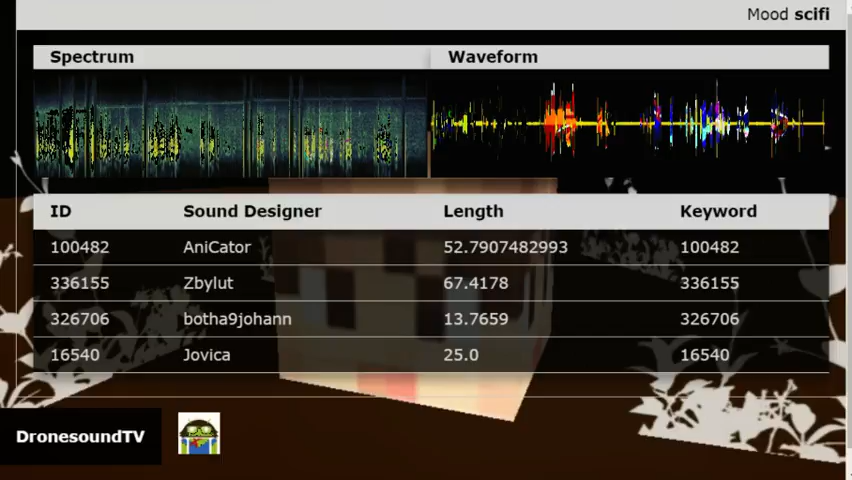 Mood scifi
Spectrum Waveform
ID Sound Designer Length Keyword
100482 AniCator 52.7907482993 100482
336155 Zbylut 67.4178 336155
326706 botha9johann 13.7659 326706
16540 Jovica 25.0 16540
DronesoundTV